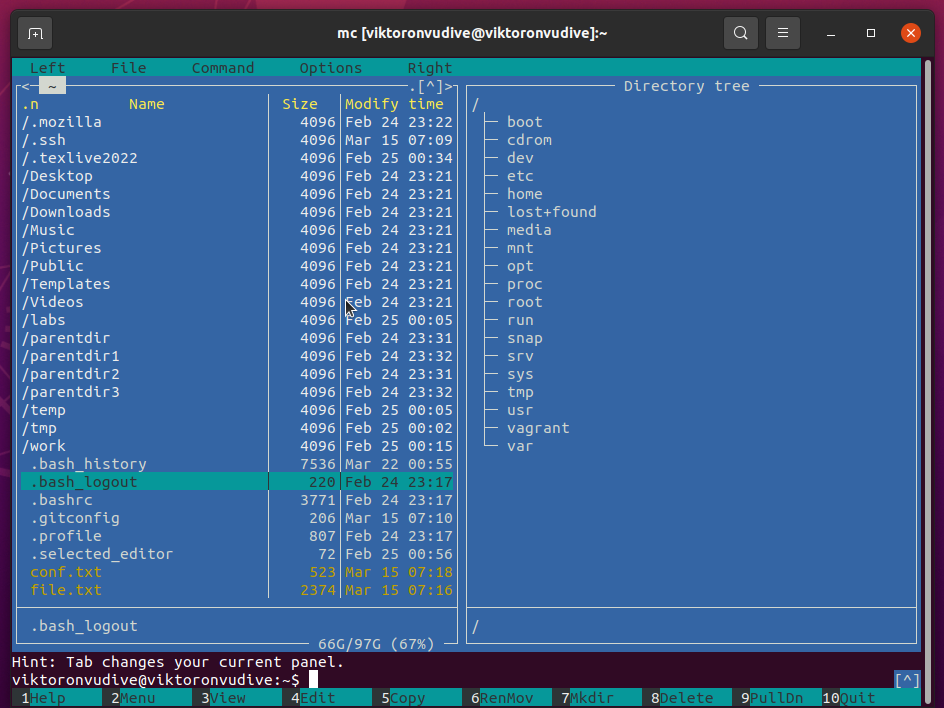 mc [viktoronvudive@viktoronvudive]:~
Left File Command Options Right
<─ ~ .[^]>
.n Name Size Modify time
/.mozilla 4096 Feb 24 23:22
/.ssh 4096 Mar 15 07:09
/.texlive2022 4096 Feb 25 00:34
/Desktop 4096 Feb 24 23:21
/Documents 4096 Feb 24 23:21
/Downloads 4096 Feb 24 23:21
/Music 4096 Feb 24 23:21
/Pictures 4096 Feb 24 23:21
/Public 4096 Feb 24 23:21
/Templates 4096 Feb 24 23:21
/Videos 4096 Feb 24 23:21
/labs 4096 Feb 25 00:05
/parentdir 4096 Feb 24 23:31
/parentdir1 4096 Feb 24 23:32
/parentdir2 4096 Feb 24 23:31
/parentdir3 4096 Feb 24 23:32
/temp 4096 Feb 25 00:05
/tmp 4096 Feb 25 00:02
/work 4096 Feb 25 00:15
.bash_history 7536 Mar 22 00:55
.bash_logout 220 Feb 24 23:17
.bashrc 3771 Feb 24 23:17
.gitconfig 206 Mar 15 07:10
.profile 807 Feb 24 23:17
.selected_editor 72 Feb 25 00:56
conf.txt 523 Mar 15 07:18
file.txt 2374 Mar 15 07:16
.bash_logout
66G/97G (67%)
Directory tree
/
boot
cdrom
dev
etc
home
lost+found
media
mnt
opt
proc
root
run
snap
srv
sys
tmp
usr
vagrant
var
/
Hint: Tab changes your current panel.
viktoronvudive@viktoronvudive:~$ [^]
1Help 2Menu 3View 4Edit 5Copy 6RenMov 7Mkdir 8Delete 9PullDn 10Quit